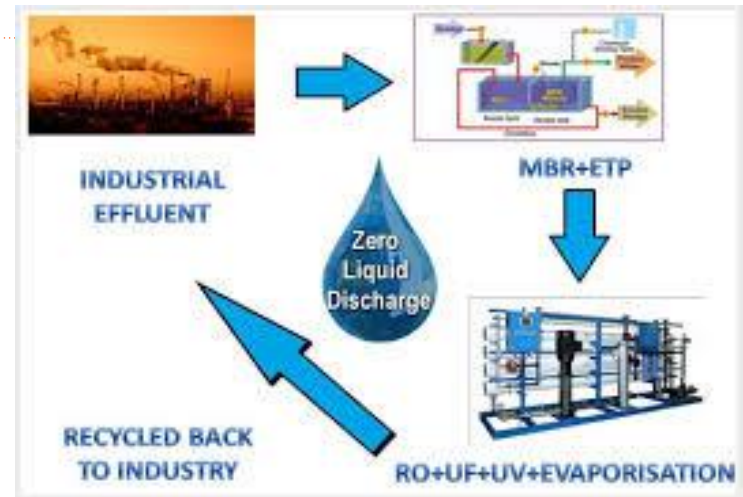 INDUSTRIAL
EFFLUENT
MBR+ETP
Zero
Liquid
Discharge
RECYCLED BACK
TO INDUSTRY
RO+UF+UV+EVAPORISATION